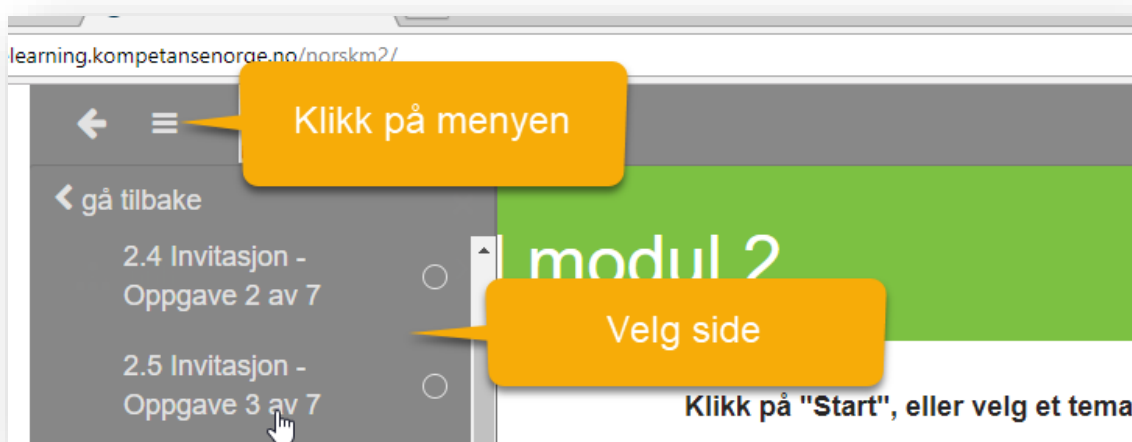 learning.kompetansenorge.no/norskm2/
Klikk på menyen
gå tilbake
2.4 Invitasjon -
Oppgave 2 av 7
modul 2
Velg side
2.5 Invitasjon -
Oppgave 3 av 7
Klikk på "Start", eller velg et tema